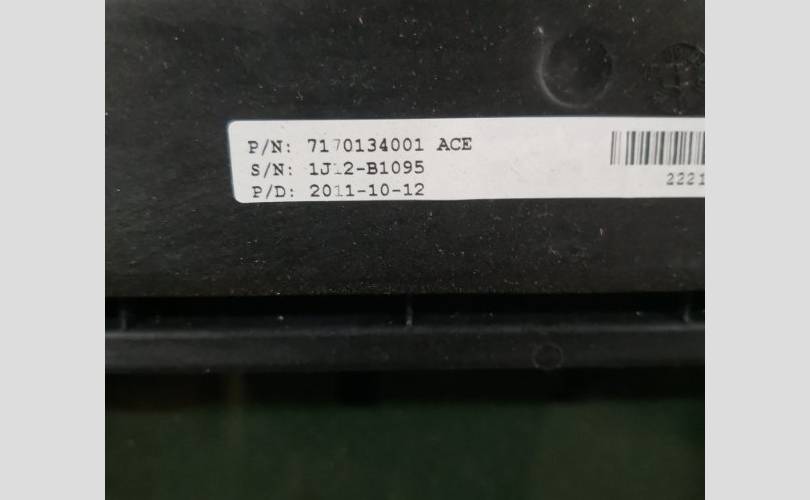 P/N: 7170134001 ACE
S/N: 1J12-B1095
P/D: 2011-10-12
2221